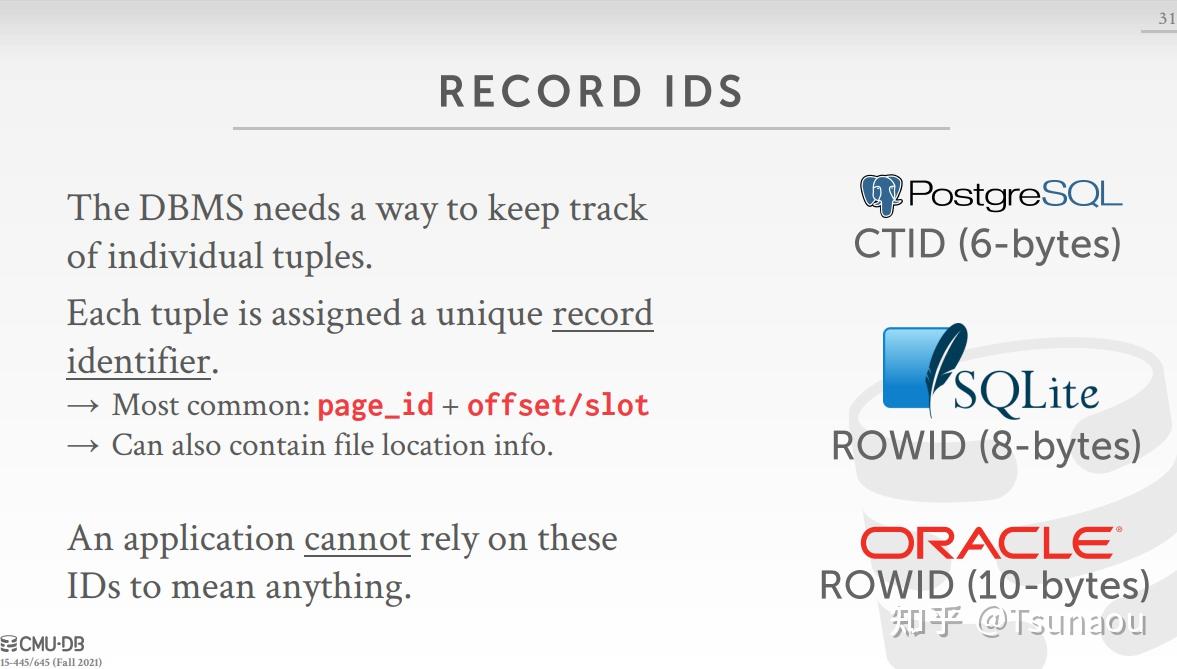 31
RECORD IDS
The DBMS needs a way to keep track
of individual tuples.
Each tuple is assigned a unique record
identifier.
→ Most common: page_id + offset/slot
→ Can also contain file location info.
An application cannot rely on these
IDs to mean anything.
PostgreSQL
CTID (6-bytes)
SQLite
ROWID (8-bytes)
ORACLE®
ROWID (10-bytes)
知乎 @Tsunaou
CMU·DB
15-445/645 (Fall 2021)